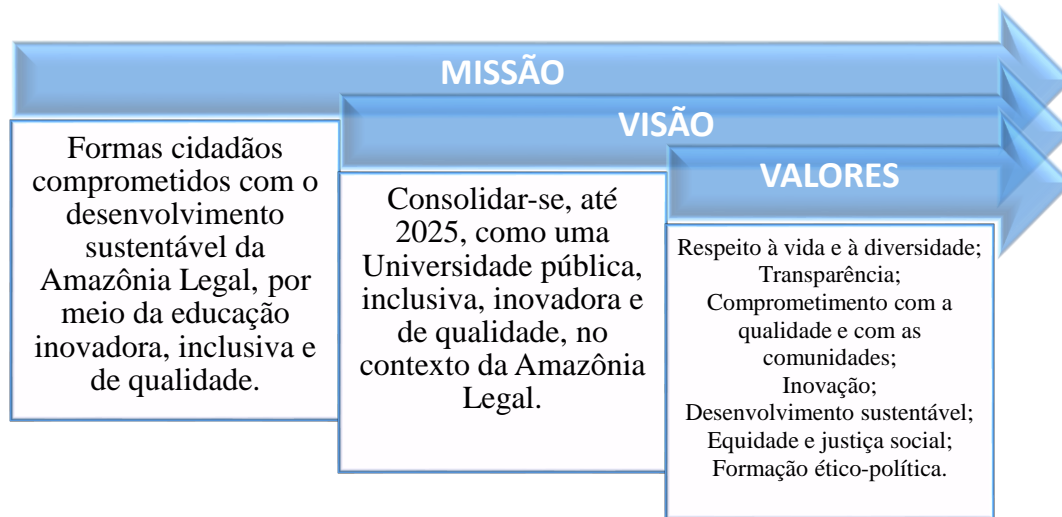 MISSÃO
Formas cidadãos
comprometidos com o
desenvolvimento
sustentável da
Amazônia Legal, por
meio da educação
inovadora, inclusiva e
de qualidade.
VISÃO
Consolidar-se, até
2025, como uma
Universidade pública,
inclusiva, inovadora e
de qualidade, no
contexto da Amazônia
Legal.
VALORES
Respeito à vida e à diversidade;
Transparência;
Comprometimento com a
qualidade e com as
comunidades;
Inovação;
Desenvolvimento sustentável;
Equidade e justiça social;
Formação ético-política.